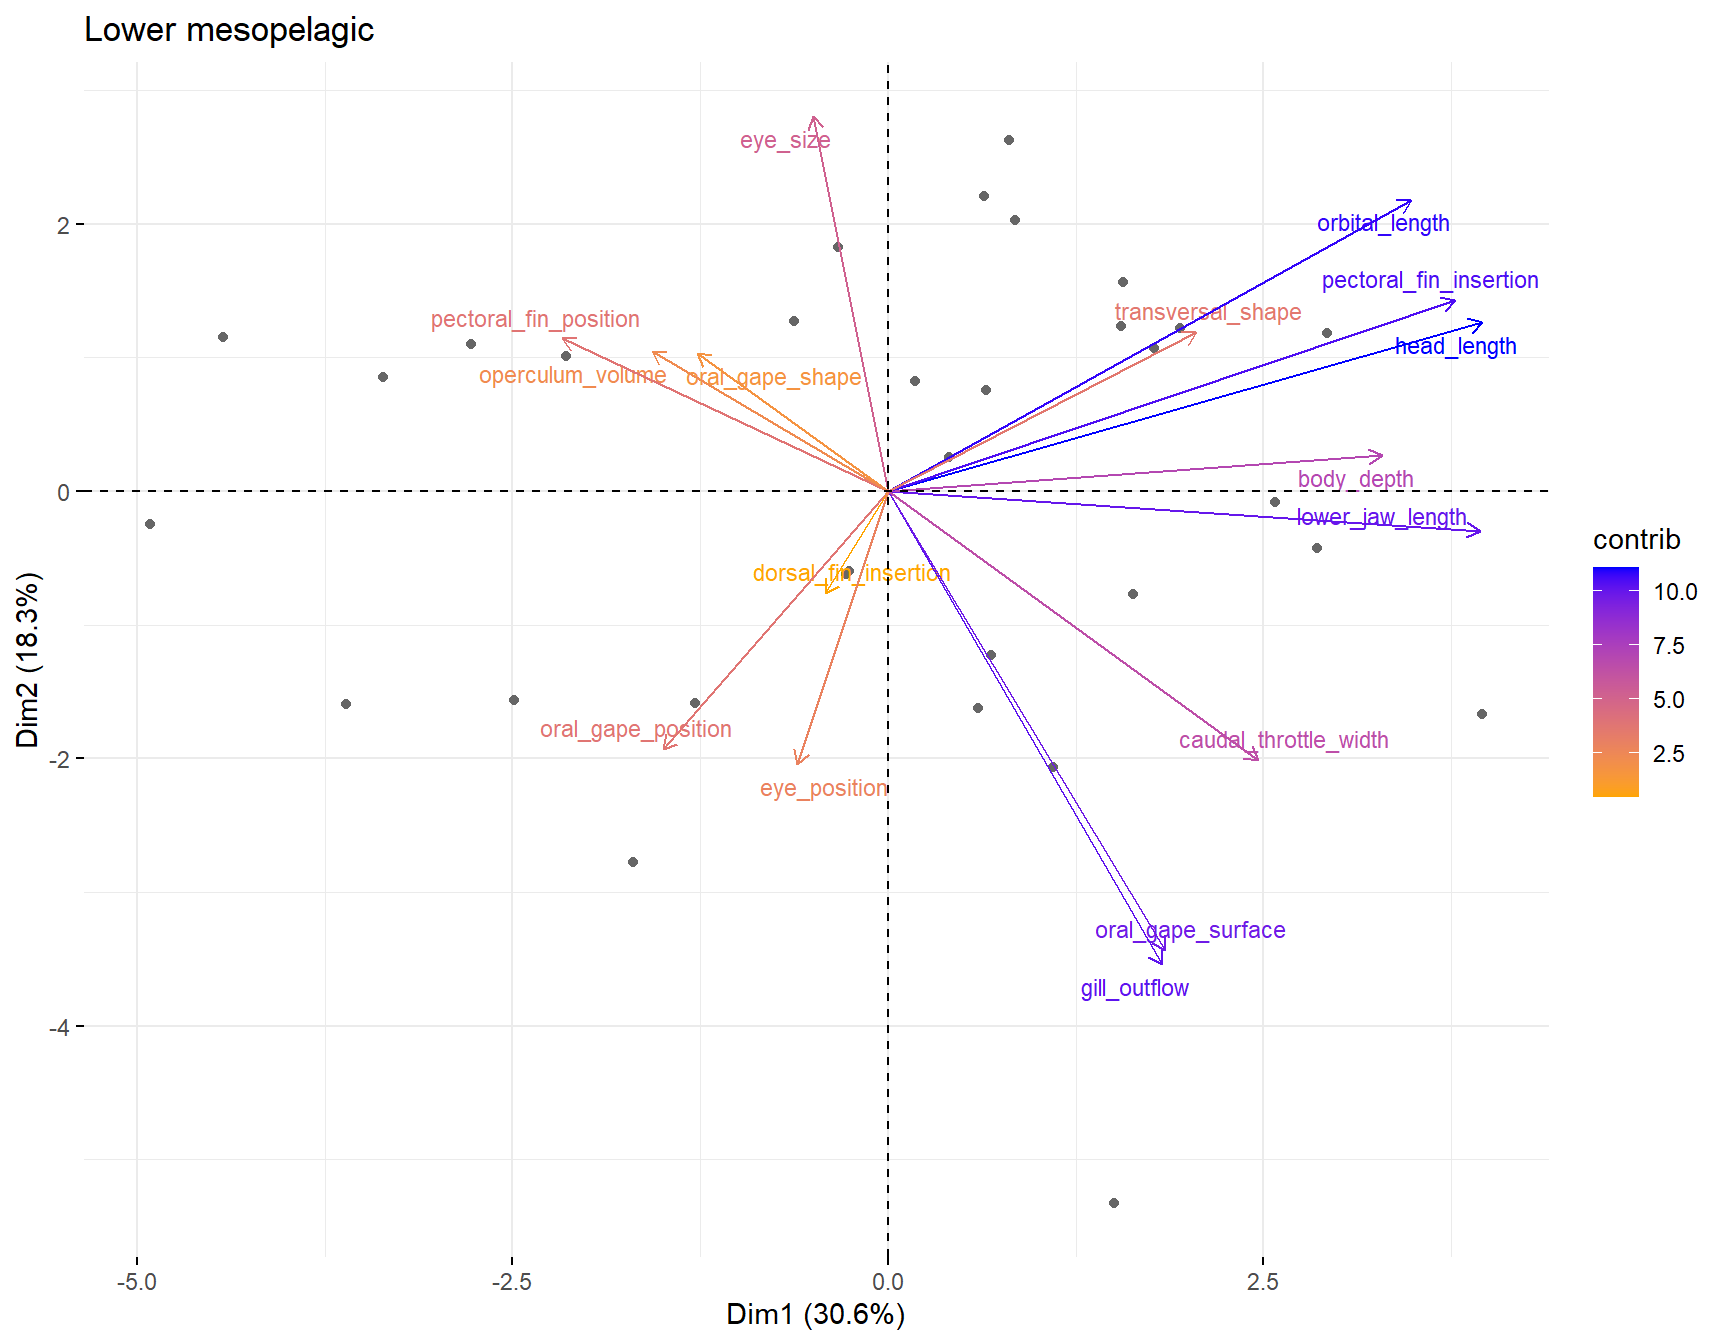 Lower mesopelagic
eye_size
orbital_length
pectoral_fin_insertion
pectoral_fin_position
transversal_shape
head_length
operculum_volume
oral_gape_shape
body_depth
lower_jaw_length
dorsal_fin_insertion
oral_gape_position
caudal_throttle_width
eye_position
oral_gape_surface
gill_outflow
2
0
-2
-4
Dim2 (18.3%)
-5.0
-2.5
0.0
2.5
Dim1 (30.6%)
contrib
10.0
7.5
5.0
2.5